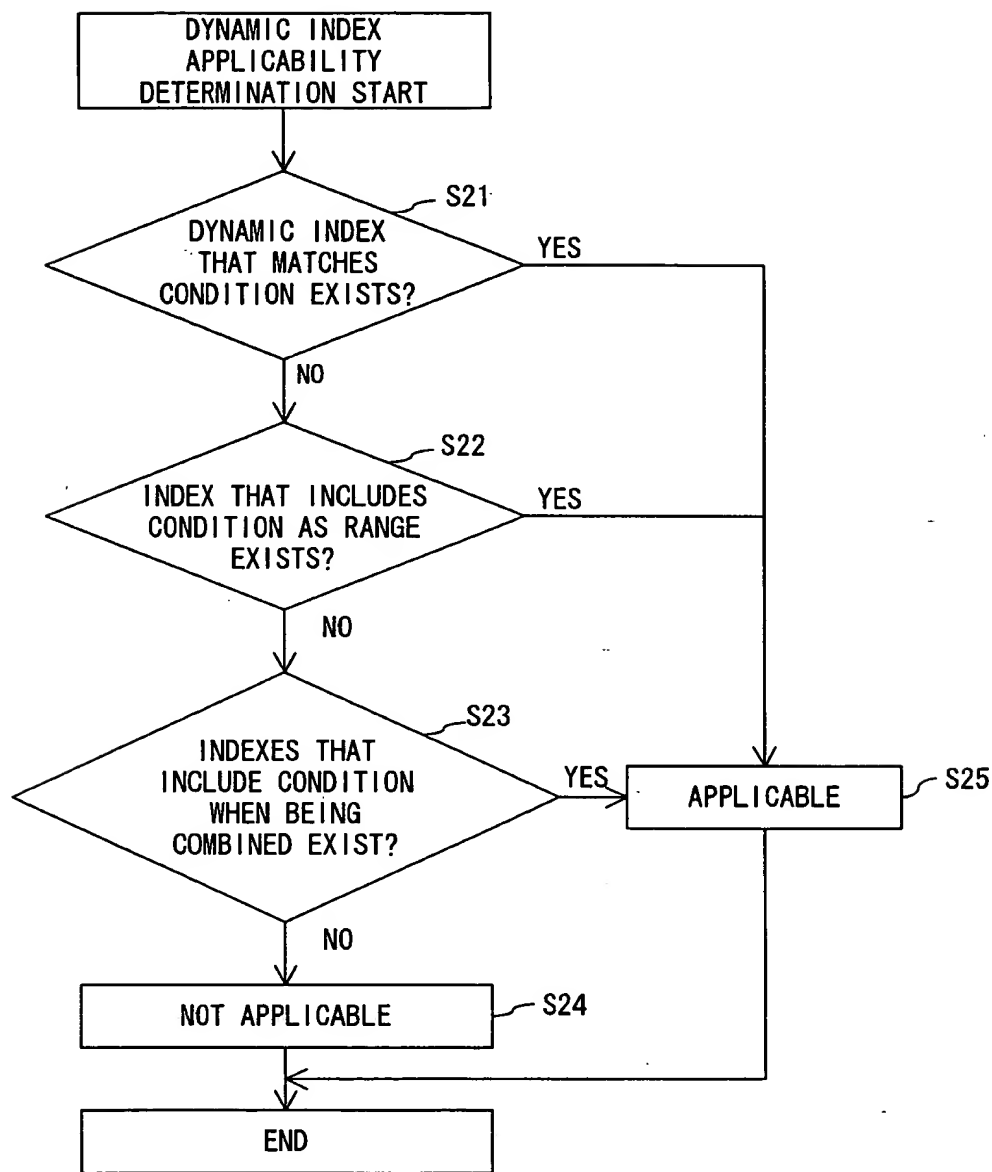 DYNAMIC INDEX
APPLICABILITY
DETERMINATION START
S21
DYNAMIC INDEX
THAT MATCHES
CONDITION EXISTS?
YES
NO
S22
INDEX THAT INCLUDES
CONDITION AS RANGE
EXISTS?
YES
NO
S23
INDEXES THAT
INCLUDE CONDITION
WHEN BEING
COMBINED EXIST?
YES
APPLICABLE
S25
NO
NOT APPLICABLE
S24
END